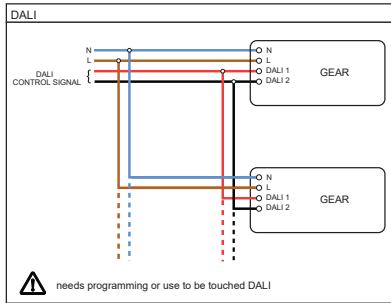 DALI
N
L
DALI
CONTROL SIGNAL
N
L
DALI 1
DALI 2
GEAR
N
L
DALI 1
DALI 2
GEAR
needs programming or use to be touched DALI